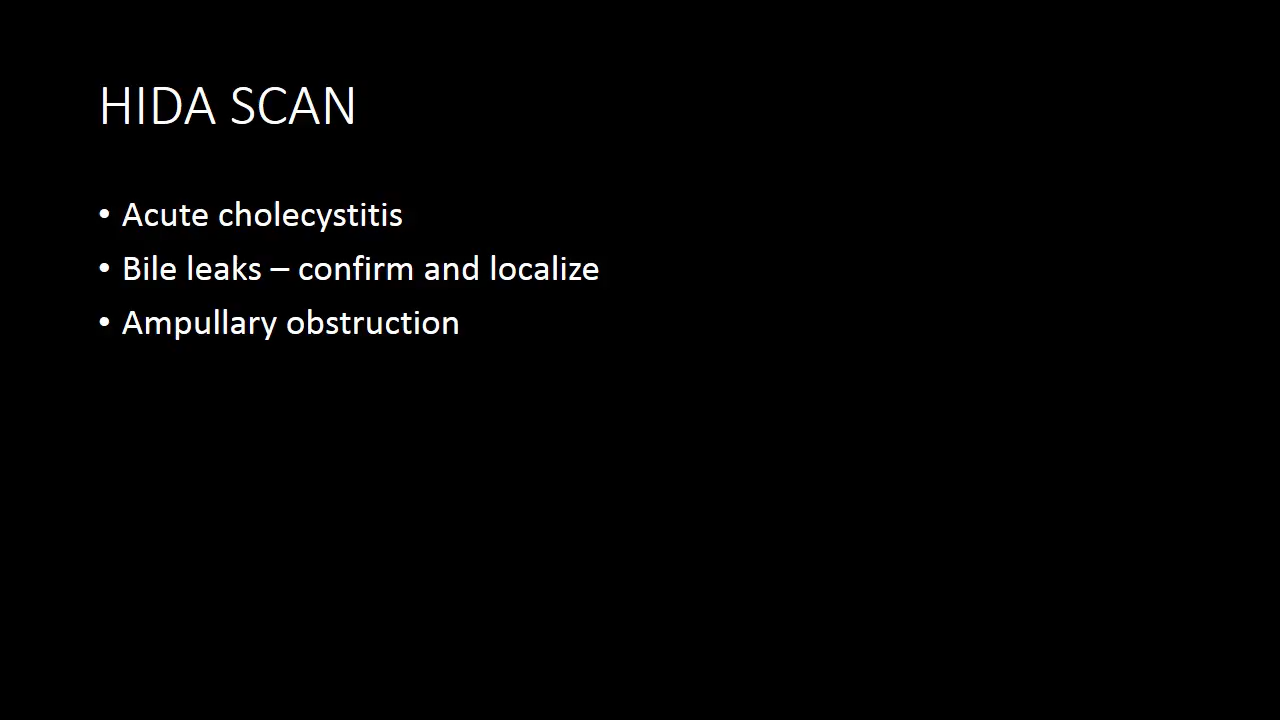 HIDA SCAN
• Acute cholecystitis
• Bile leaks – confirm and localize
• Ampullary obstruction